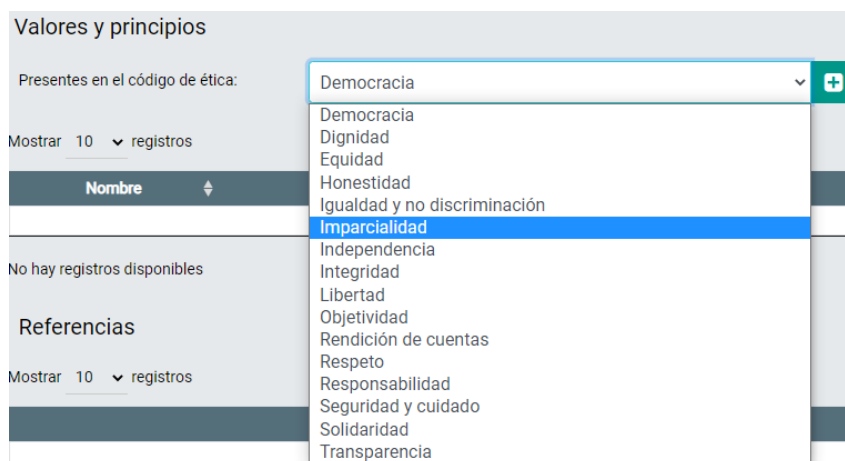 Valores y principios
Presentes en el código de ética:
Democracia
Democracia
Dignidad
Equidad
Honestidad
Igualdad y no discriminación
Imparcialidad
Independencia
Integridad
Libertad
Objetividad
Rendición de cuentas
Respeto
Responsabilidad
Seguridad y cuidado
Solidaridad
Transparencia
Mostrar 10 registros
Nombre
No hay registros disponibles
Referencias
Mostrar 10 registros